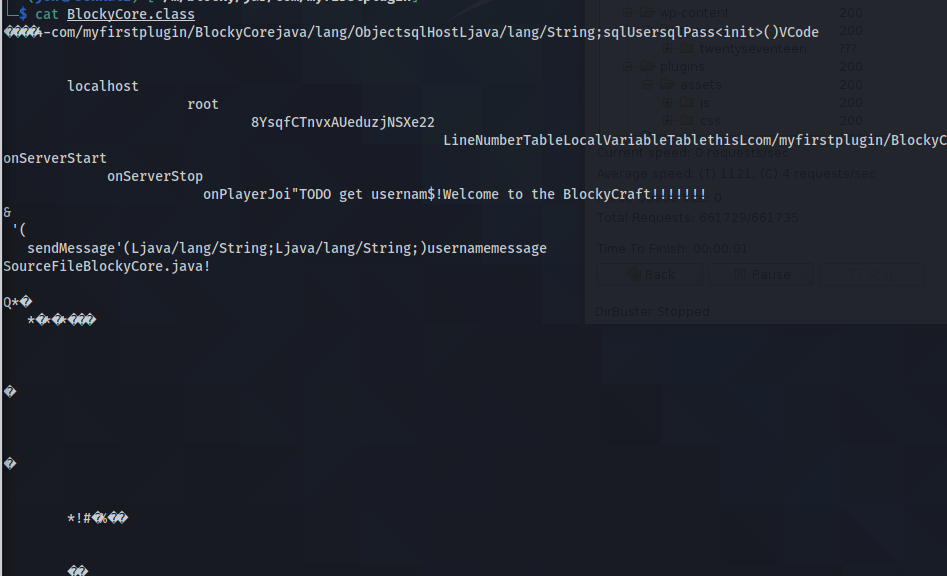 $ cat BlockyCore.class
-com/myfirstplugin/BlockyCorejava/lang/ObjectsqlHostLjava/lang/String;sqlUsersqlPass<init>()VCode
localhost
root
8YsqfCTnvxAUeduzjNSXe22
LineNumberTableLocalVariableTablethisLcom/myfirstplugin/BlockyC
onServerStart
onServerStop
onPlayerJoi"TODO get usernam$!Welcome to the BlockyCraft!!!!!!!
&
'(
sendMessage'(Ljava/lang/String;Ljava/lang/String;)usernamemessage
SourceFileBlockyCore.java!
Q*�
*�*�*���
�
�
*!#�%��
��
wp-content 200
200
twentyseventeen ???
plugins 200
assets 200
js 200
css 200
Current speed: 0 requests/sec
Average speed: (T) 1121, (C) 4 requests/sec
0
Total Requests: 661729/661735
Time To Finish: 00:00:01
Back Pause
DirBuster Stopped